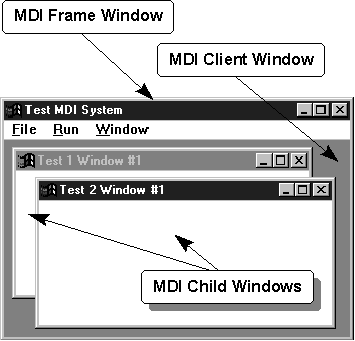 MDI Frame Window
MDI Client Window
Test MDI System
File Run Window
Test 1 Window #1
Test 2 Window #1
MDI Child Windows